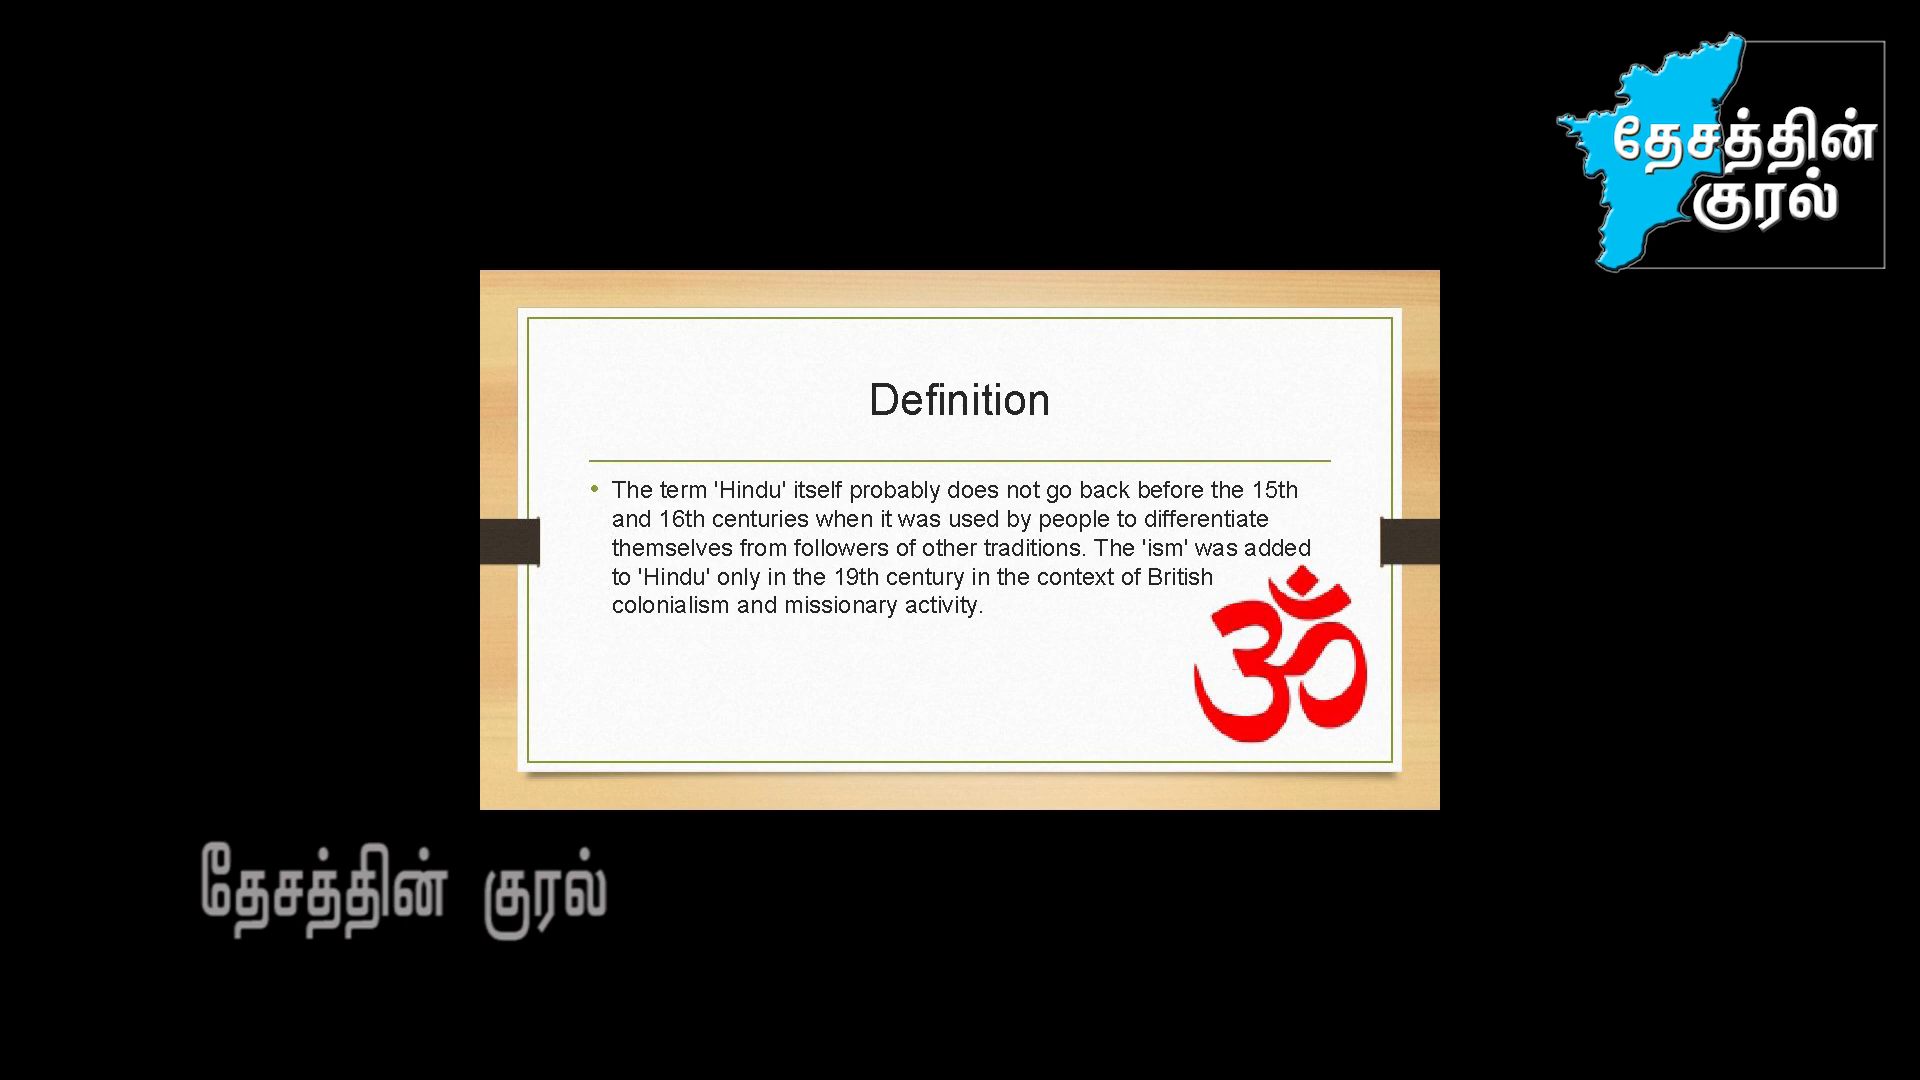 தேசத்தின்
குரல்
Definition
• The term 'Hindu' itself probably does not go back before the 15th
and 16th centuries when it was used by people to differentiate
themselves from followers of other traditions. The 'ism' was added
to 'Hindu' only in the 19th century in the context of British
colonialism and missionary activity.
ॐ
தேசத்தின் குரல்